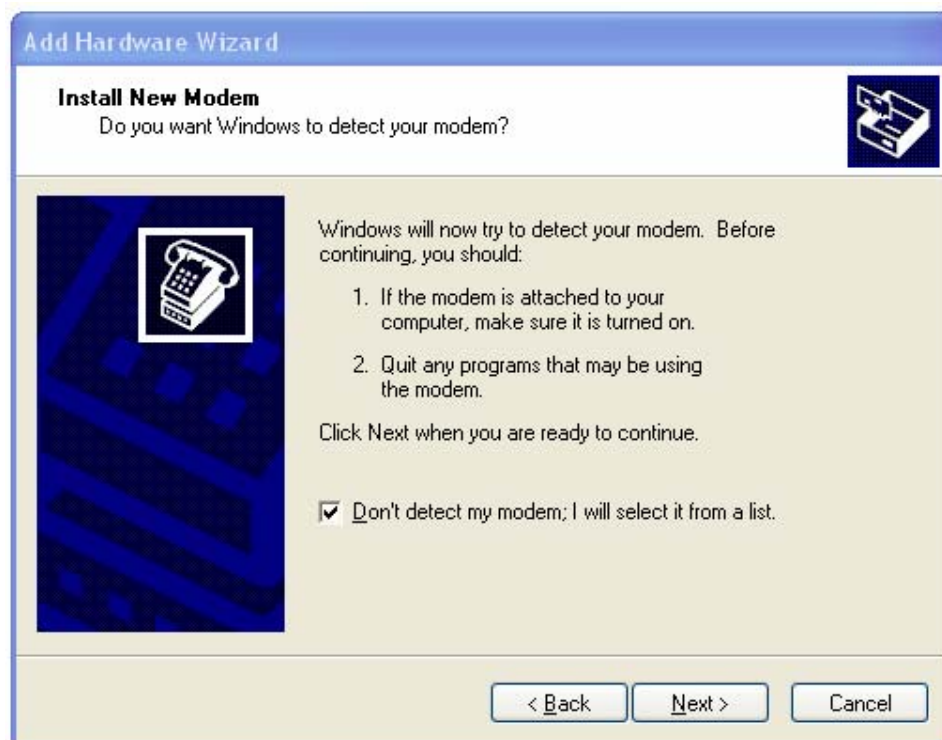 Add Hardware Wizard
Install New Modem
Do you want Windows to detect your modem?
Windows will now try to detect your modem. Before
continuing, you should:
1. If the modem is attached to your
computer, make sure it is turned on.
2. Quit any programs that may be using
the modem.
Click Next when you are ready to continue.
Don't detect my modem; I will select it from a list.
< Back
Next >
Cancel